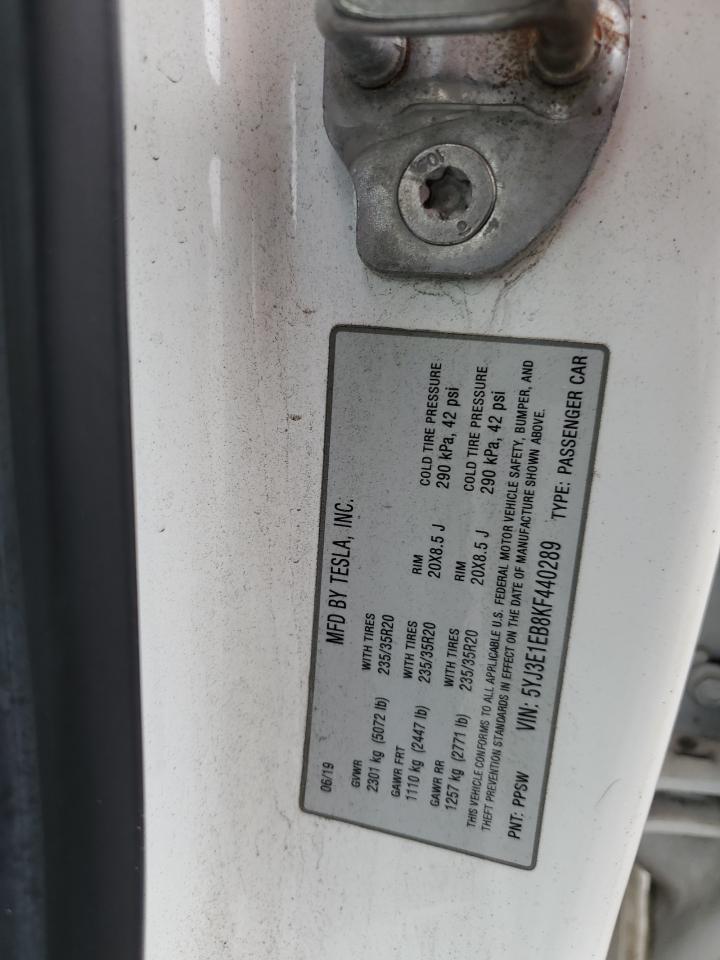 MFD BY TESLA, INC.
06/19
GVWR WITH TIRES
2301 kg (5072 lb) 235/35R20
GAWR FRT WITH TIRES RIM COLD TIRE PRESSURE
1110 kg (2447 lb) 235/35R20 20X8.5 J 290 kPa, 42 psi
GAWR RR WITH TIRES RIM COLD TIRE PRESSURE
1257 kg (2771 lb) 235/35R20 20X8.5 J 290 kPa, 42 psi
THIS VEHICLE CONFORMS TO ALL APPLICABLE U.S. FEDERAL MOTOR VEHICLE SAFETY, BUMPER, AND
THEFT PREVENTION STANDARDS IN EFFECT ON THE DATE OF MANUFACTURE SHOWN ABOVE.
PNT: PPSW VIN: 5YJ3E1EB8KF440289 TYPE: PASSENGER CAR